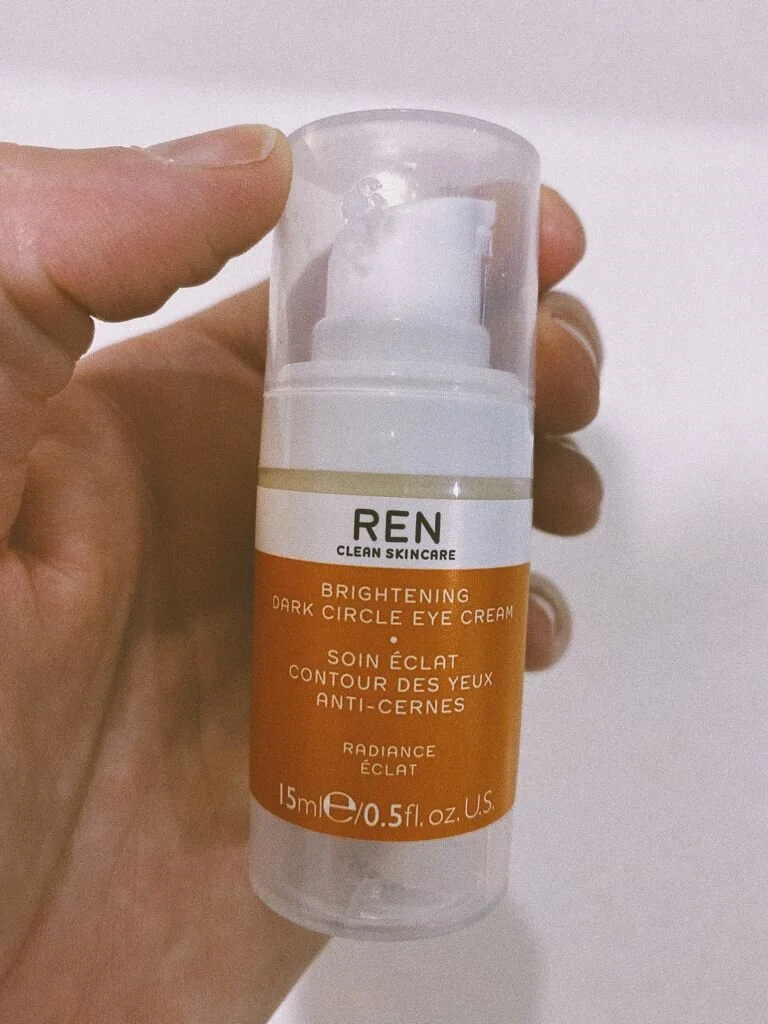 REN
CLEAN SKINCARE
BRIGHTENING
DARK CIRCLE EYE CREAM
•
SOIN ÉCLAT
CONTOUR DES YEUX
ANTI-CERNES
RADIANCE
ÉCLAT
15ml℮/0.5fl. oz. U.S.